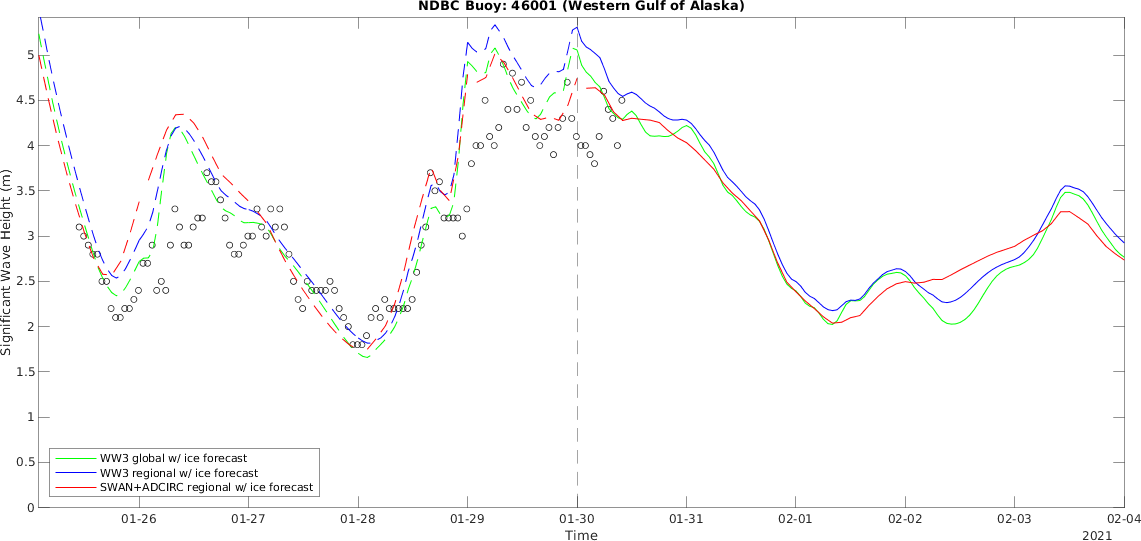 NDBC Buoy: 46001 (Western Gulf of Alaska)
5
4.5
4
3.5
3
2.5
2
1.5
1
0.5
0
Significant Wave Height (m)
WW3 global w/ ice forecast
WW3 regional w/ ice forecast
SWAN+ADCIRC regional w/ ice forecast
01-26 01-27 01-28 01-29 01-30 01-31 02-01 02-02 02-03 02-04
Time
2021